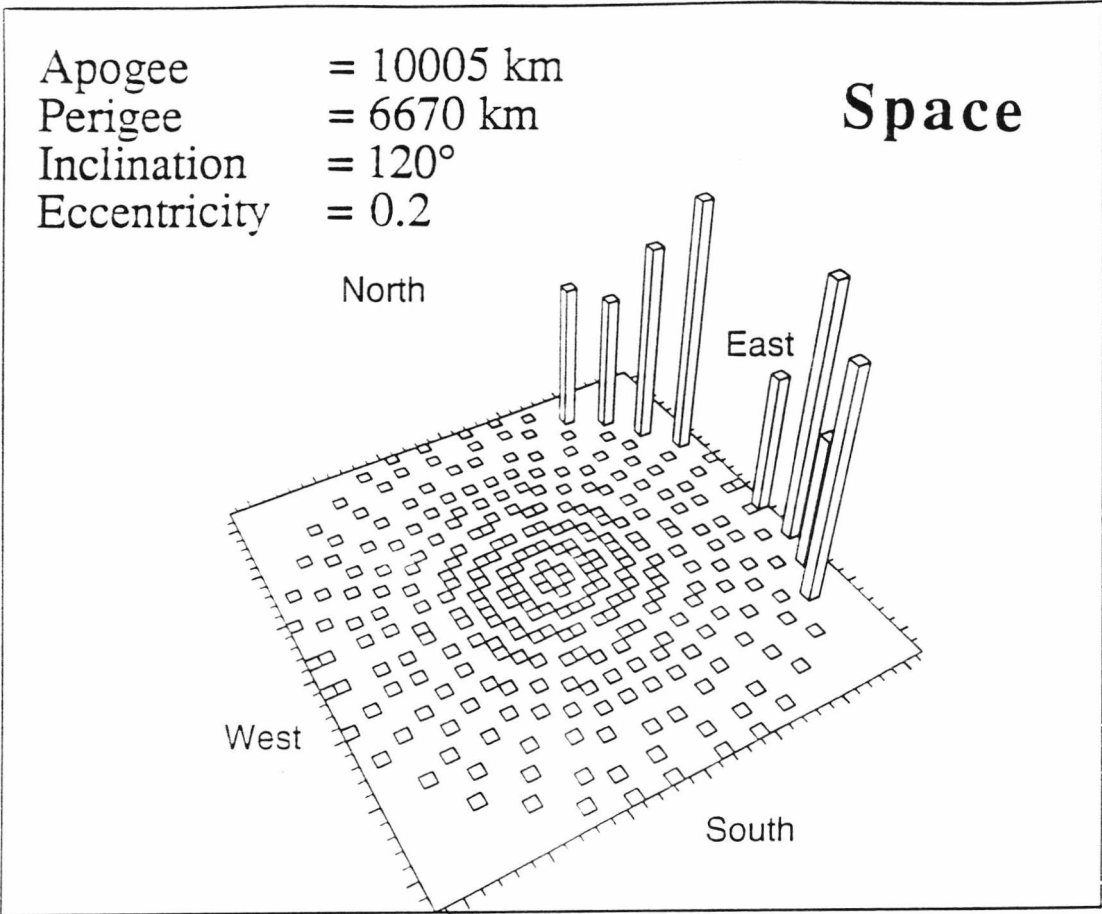 Apogee = 10005 km
Perigee = 6670 km
Inclination = 120°
Eccentricity = 0.2
Space
North
East
West
South